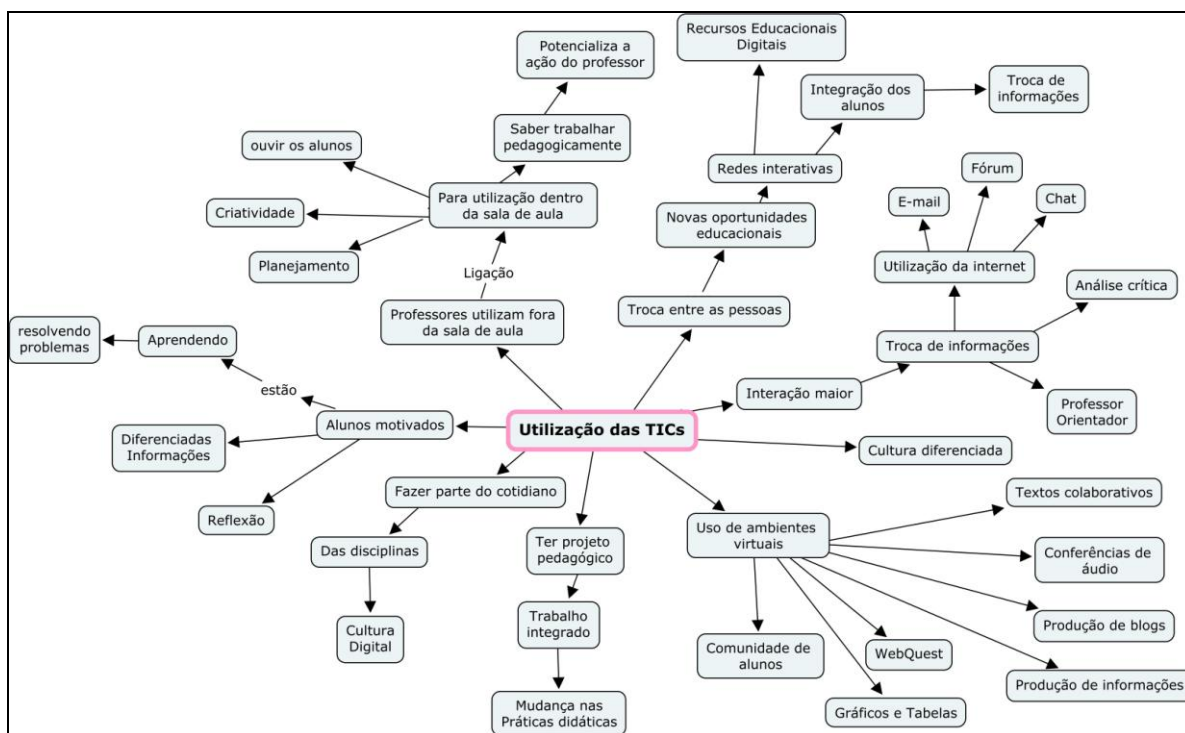 Potencializa a
ação do professor
Recursos Educacionais
Digitais
Integração dos
alunos
Troca de
informações
ouvir os alunos
Saber trabalhar
pedagogicamente
Redes interativas
Criatividade
Para utilização dentro
da sala de aula
Novas oportunidades
educacionais
Planejamento
Ligação
Professores utilizam fora
da sala de aula
Troca entre as pessoas
E-mail
Fórum
Chat
Utilização da internet
Análise crítica
Troca de informações
Interação maior
Professor
Orientador
resolvendo
problemas
Aprendendo
estão
Alunos motivados
Utilização das TICs
Cultura diferenciada
Diferenciadas
Informações
Reflexão
Fazer parte do cotidiano
Das disciplinas
Cultura
Digital
Ter projeto
pedagógico
Trabalho
integrado
Mudança nas
Práticas didáticas
Uso de ambientes
virtuais
Textos colaborativos
Conferências de
áudio
Produção de blogs
Produção de informações
Comunidade de
alunos
WebQuest
Gráficos e Tabelas